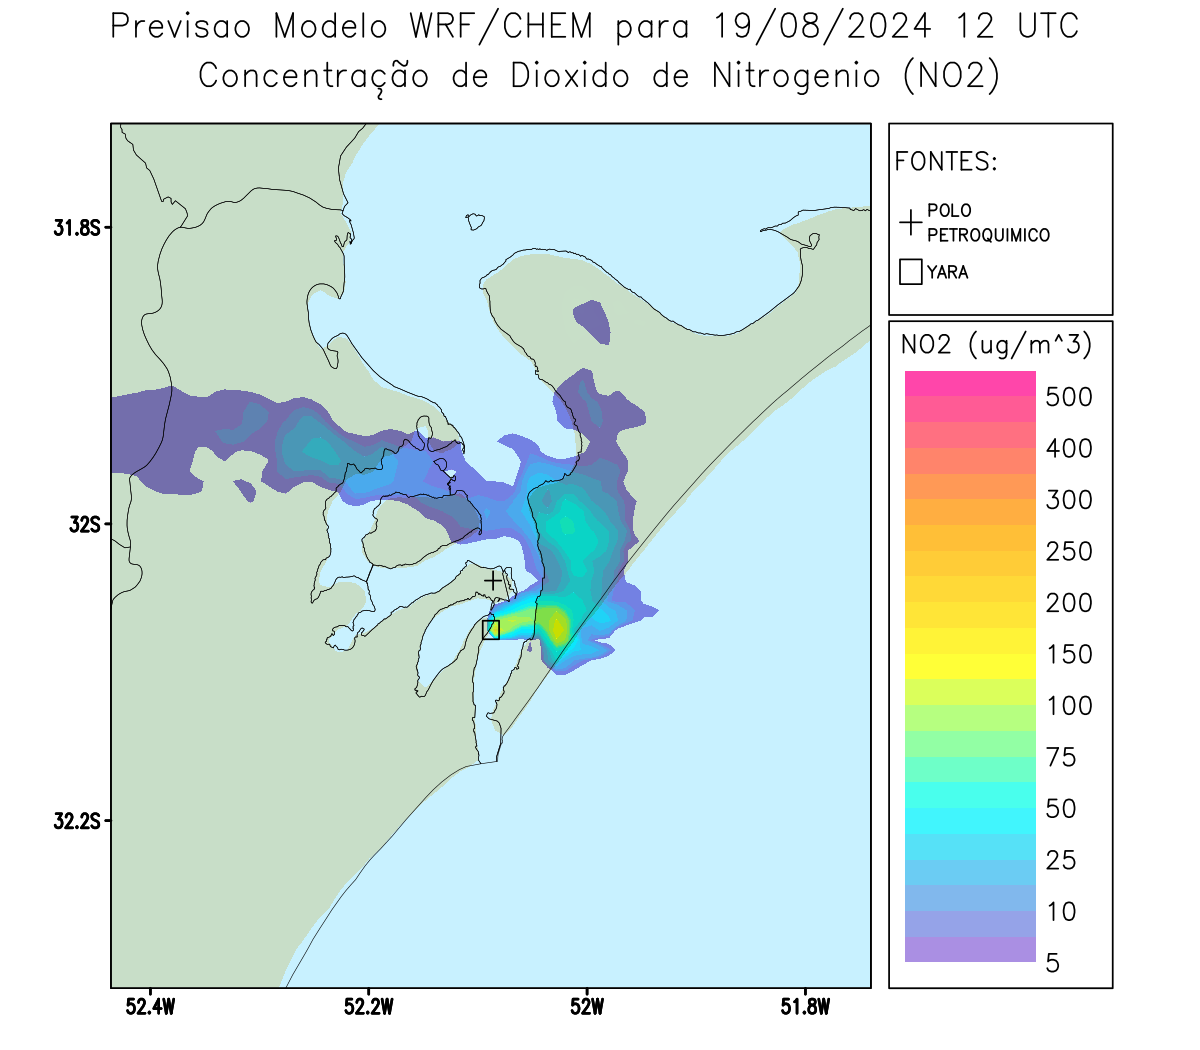 Previsao Modelo WRF/CHEM para 19/08/2024 12 UTC
Concentração de Dioxido de Nitrogenio (NO2)
FONTES:
POLO
PETROQUIMICO
YARA
NO2 (ug/m^3)
500
400
300
250
200
150
100
75
50
25
10
5
31.8S
32S
32.2S
52.4W
52.2W
52W
51.8W